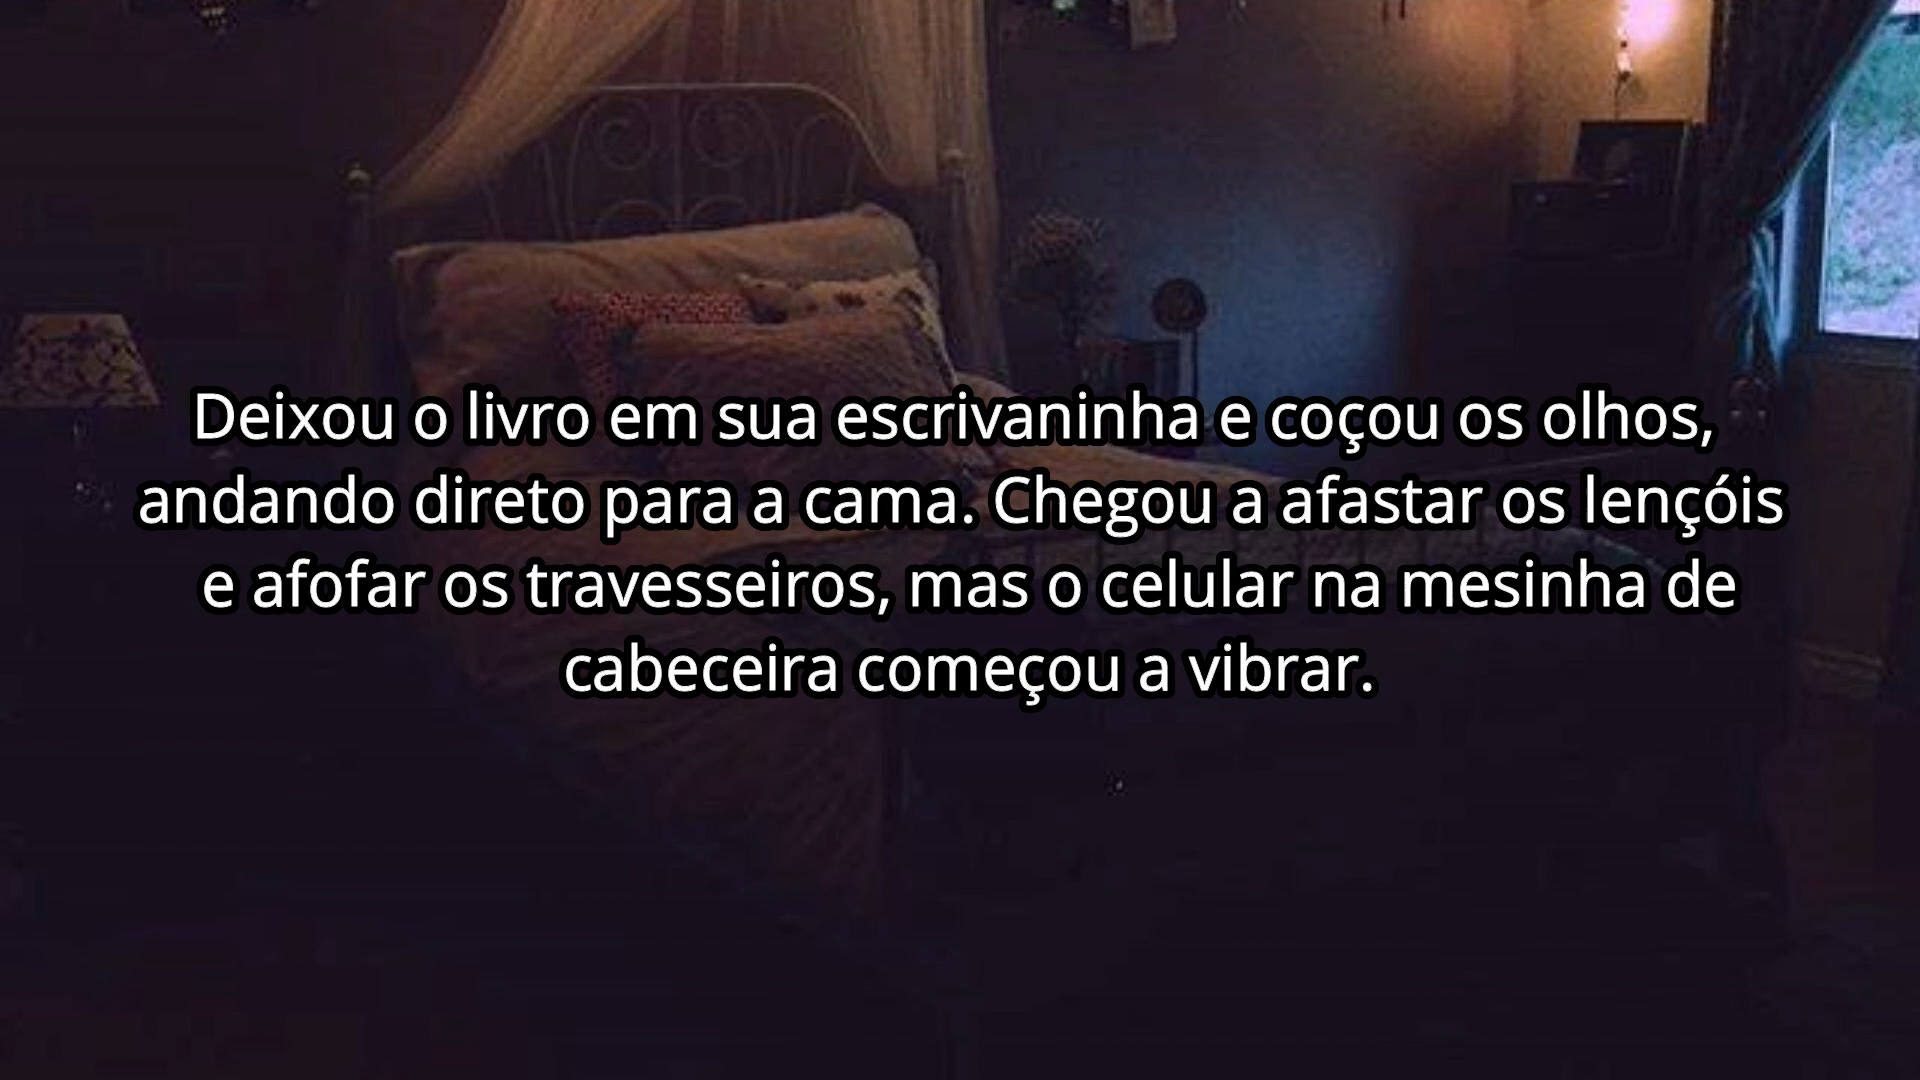 Deixou o livro em sua escrivaninha e coçou os olhos,
andando direto para a cama. Chegou a afastar os lençóis
e afofar os travesseiros, mas o celular na mesinha de
cabeceira começou a vibrar.